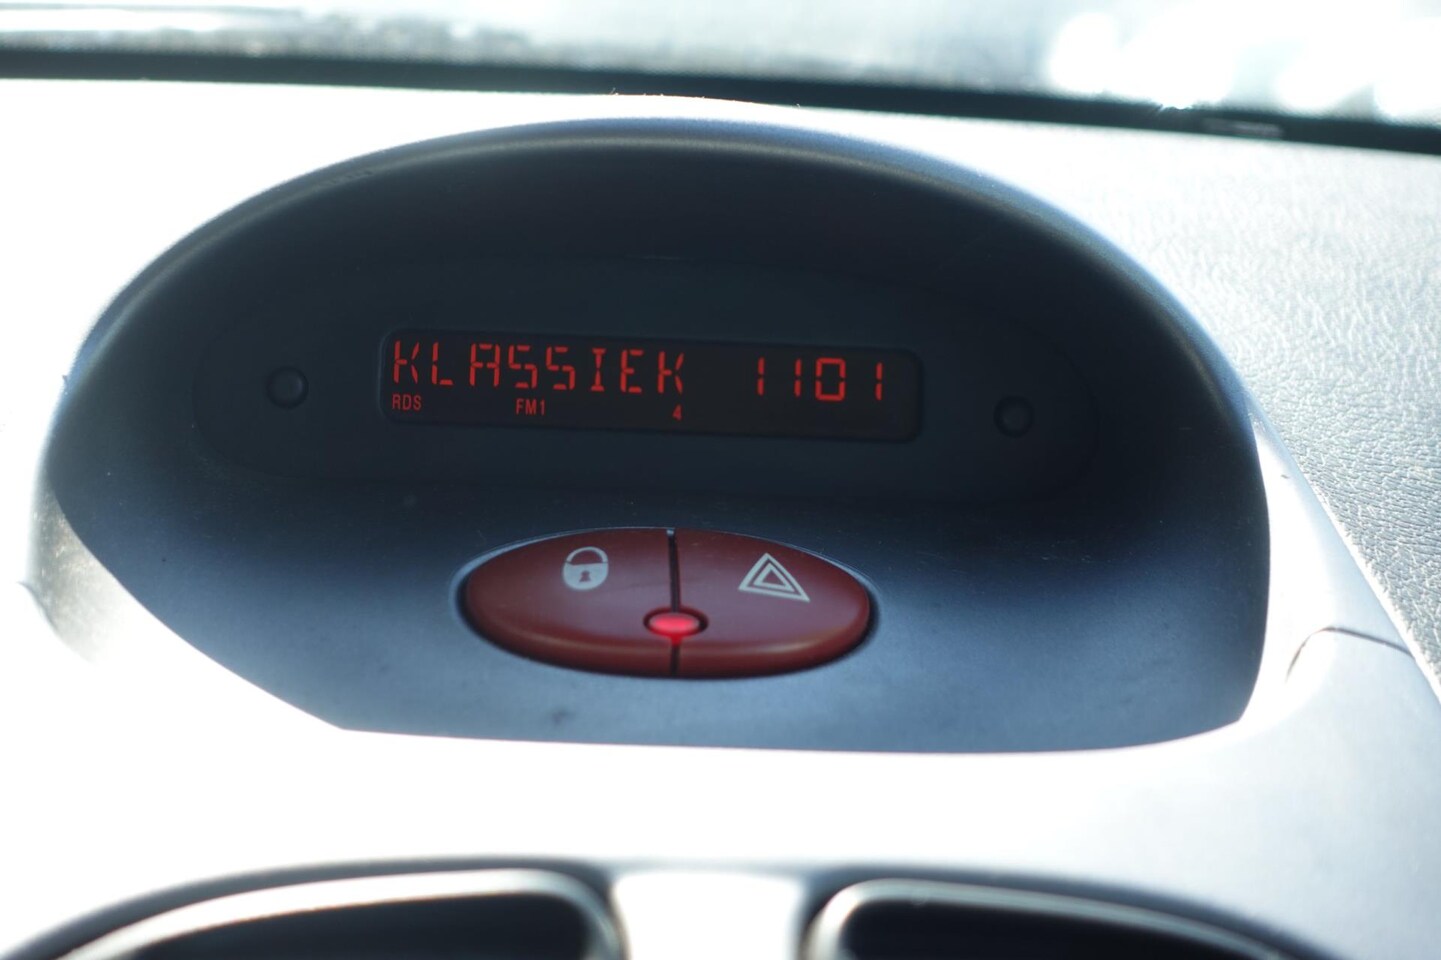 KLASSIEK 1101
RDS FM1 4